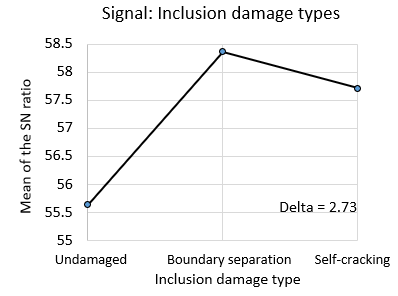 Signal: Inclusion damage types
58.5
58
57.5
57
56.5
56
55.5
55
Mean of the SN ratio
Delta = 2.73
Undamaged Boundary separation Self-cracking
Inclusion damage type